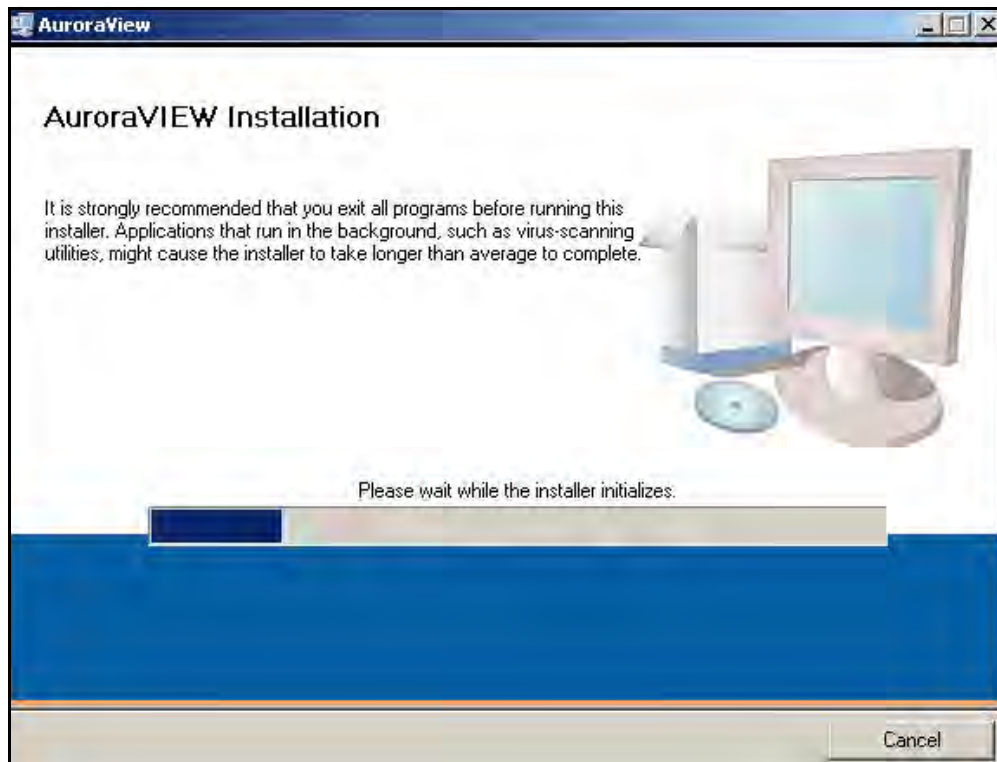 AuroraView
AuroraVIEW Installation
It is strongly recommended that you exit all programs before running this
installer. Applications that run in the background, such as virus-scanning
utilities, might cause the installer to take longer than average to complete.
Please wait while the installer initializes.
Cancel